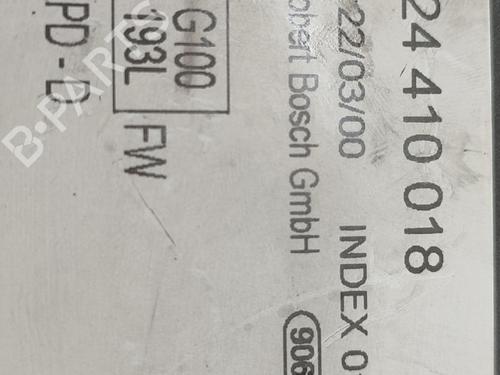 24 410 018
22/03/00 INDEX 0
obert Bosch GmbH
906
G100
193L FW
PD - D
B-PARTS